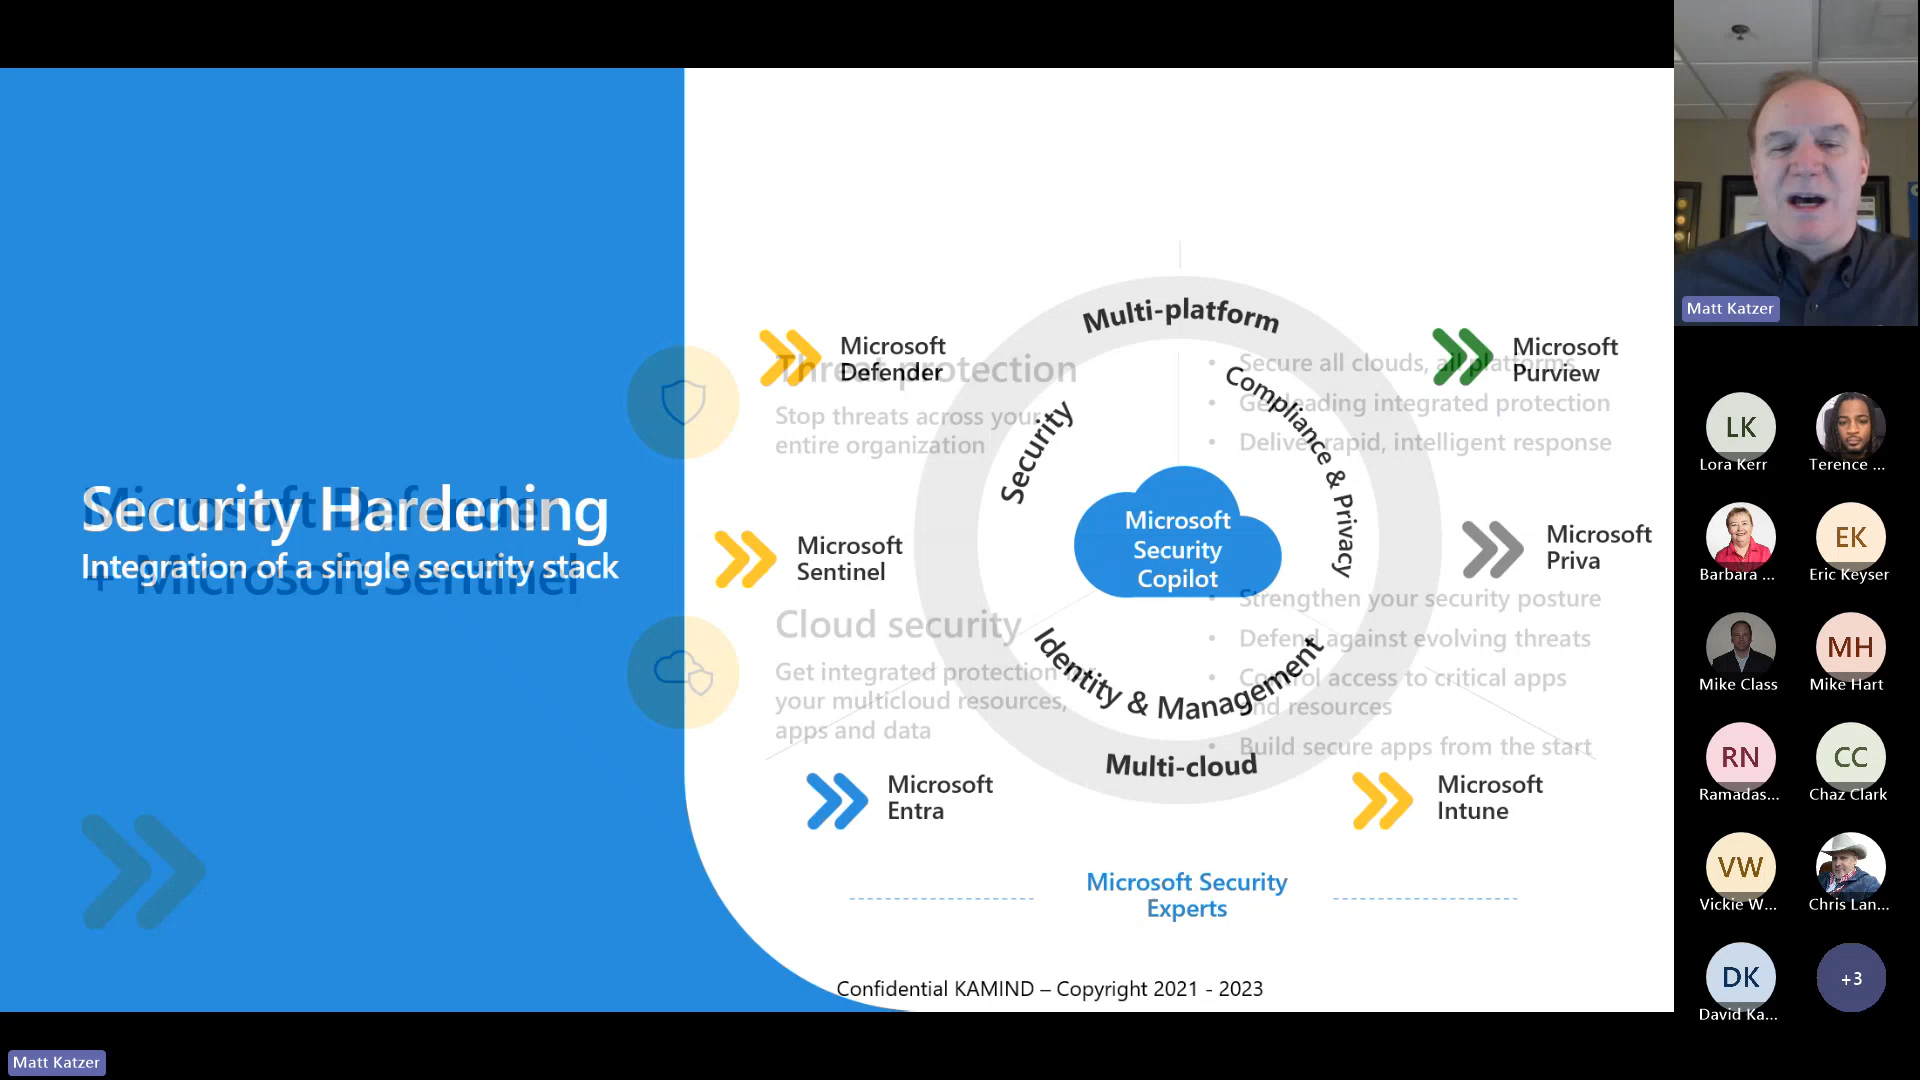 Security Hardening
Integration of a single security stack
Microsoft Defender
+ Microsoft Sentinel
Multi-platform
Microsoft
Defender
Threat protection
Stop threats across your
entire organization
Microsoft
Purview
• Secure all clouds, all platforms
• Get leading integrated protection
• Deliver rapid, intelligent response
Security
Compliance & Privacy
Microsoft
Security
Copilot
Microsoft
Sentinel
Microsoft
Priva
Cloud security
Get integrated protection
your multicloud resources,
apps and data
• Strengthen your security posture
• Defend against evolving threats
• Control access to critical apps
and resources
• Build secure apps from the start
Identity & Management
Multi-cloud
Microsoft
Entra
Microsoft
Intune
Microsoft Security
Experts
Confidential KAMIND – Copyright 2021 - 2023
Matt Katzer
Matt Katzer
LK
Lora Kerr
Terence ...
Barbara ...
EK
Eric Keyser
Mike Class
MH
Mike Hart
RN
Ramadas...
CC
Chaz Clark
VW
Vickie W...
Chris Lan...
DK
David Ka...
+3